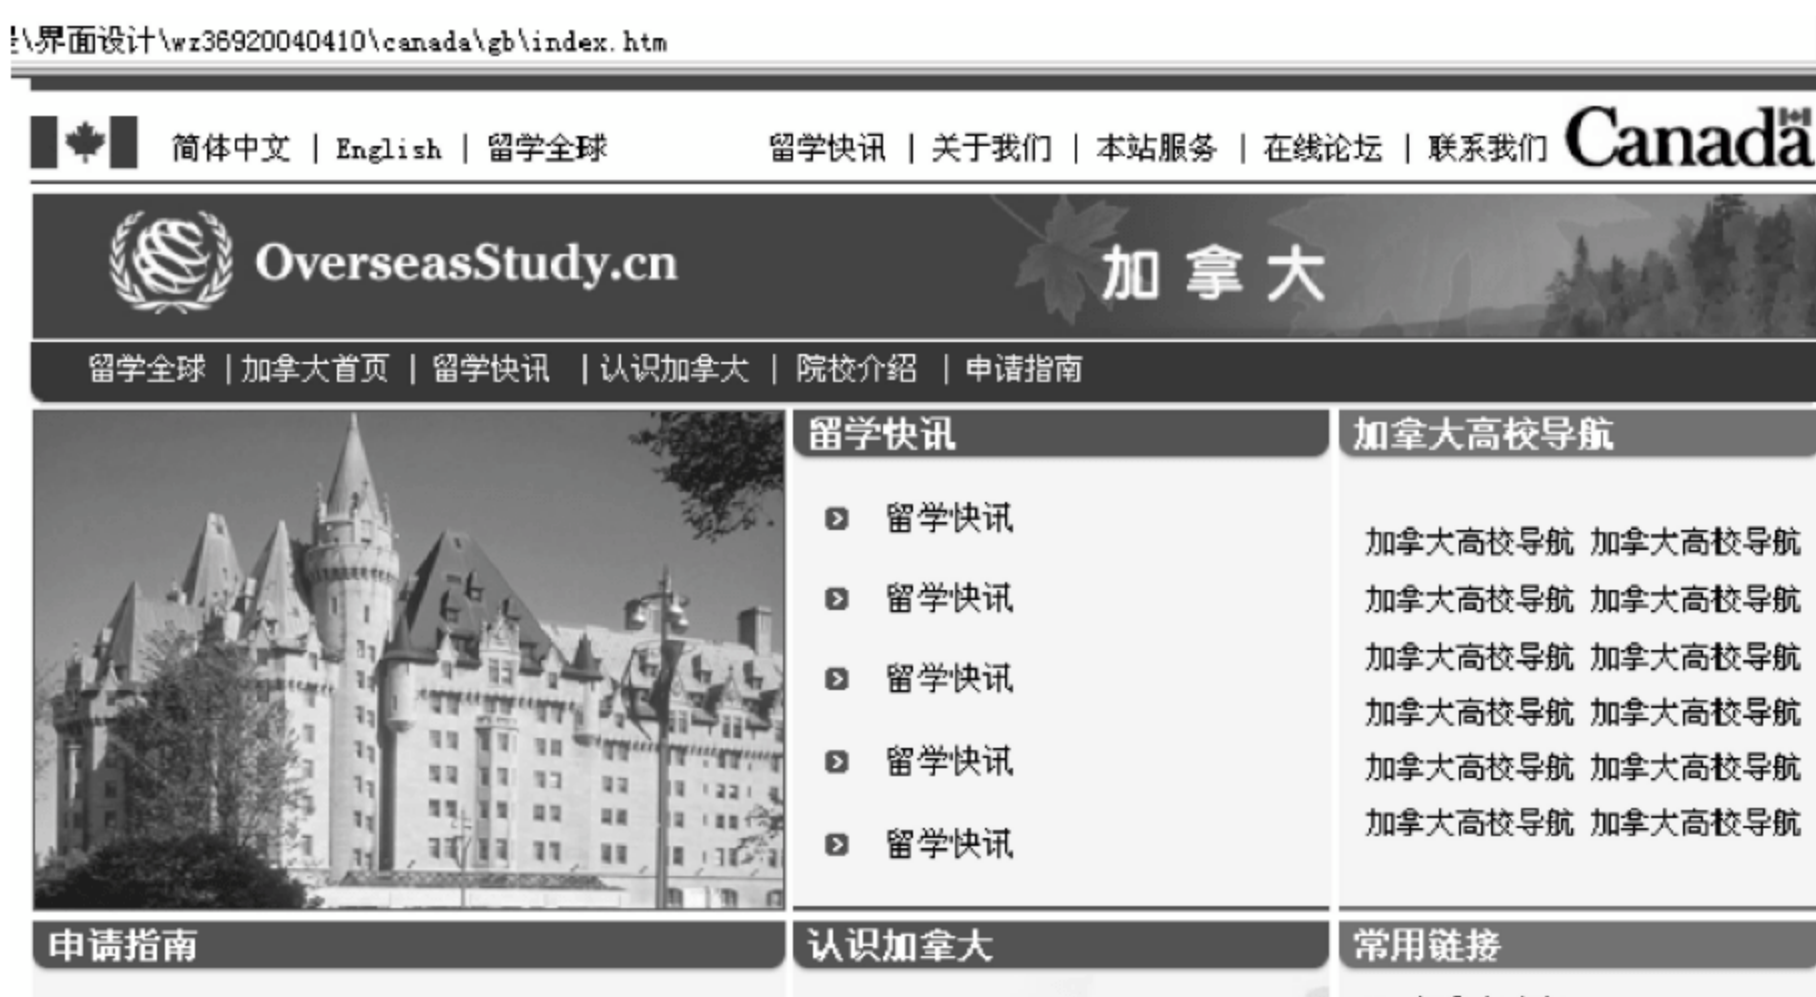 \界面设计\wz36920040410\canada\gb\index.htm
简体中文 | English | 留学全球 留学快讯 | 关于我们 | 本站服务 | 在线论坛 | 联系我们 Canada
OverseasStudy.cn 加拿大
留学全球 | 加拿大首页 | 留学快讯 | 认识加拿大 | 院校介绍 | 申请指南
留学快讯
留学快讯
留学快讯
留学快讯
留学快讯
留学快讯
加拿大高校导航
加拿大高校导航 加拿大高校导航
加拿大高校导航 加拿大高校导航
加拿大高校导航 加拿大高校导航
加拿大高校导航 加拿大高校导航
加拿大高校导航 加拿大高校导航
加拿大高校导航 加拿大高校导航
申请指南
认识加拿大
常用链接